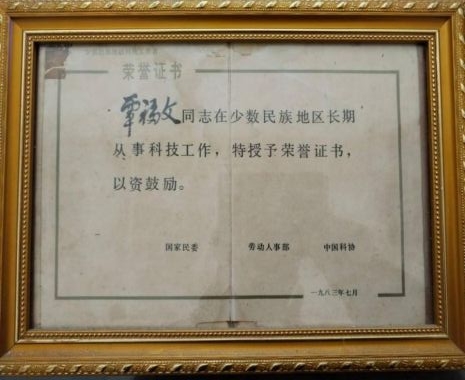 荣誉证书
覃福文同志在少数民族地区长期
从事科技工作，特授予荣誉证书，
以资鼓励。
国家民委 劳动人事部 中国科协
一九八三年七月